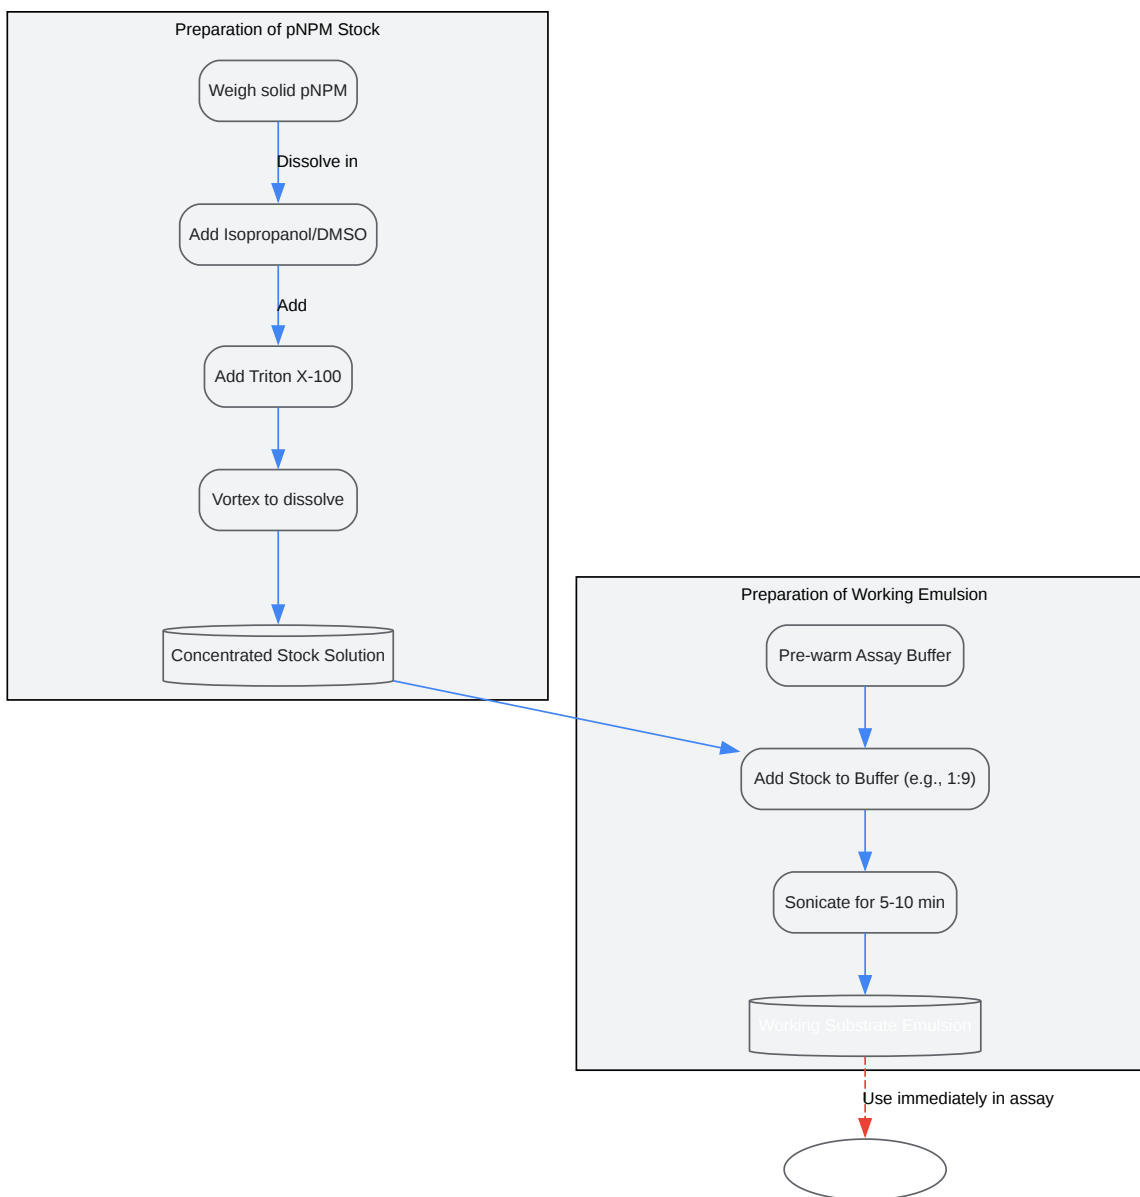 Preparation of pNPM Stock
Weigh solid pNPM
Dissolve in
Add Isopropanol/DMSO
Add
Add Triton X-100
Vortex to dissolve
Concentrated Stock Solution
Preparation of Working Emulsion
Pre-warm Assay Buffer
Add Stock to Buffer (e.g., 1:9)
Sonicate for 5-10 min
Working Substrate Emulsion
Use immediately in assay